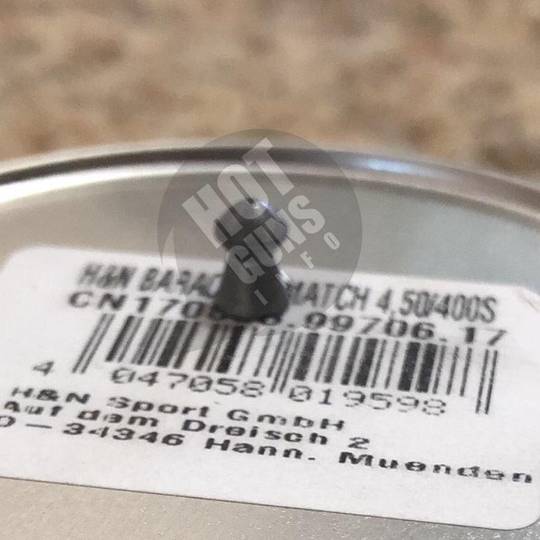 HOT
GUNS
INFO
H&N MATCH 4,50/400S
.99706.17
4 047058 019598
H&N Sport GmbH
Auf dem Dreisch 2
D-34346 Hann. Muenden